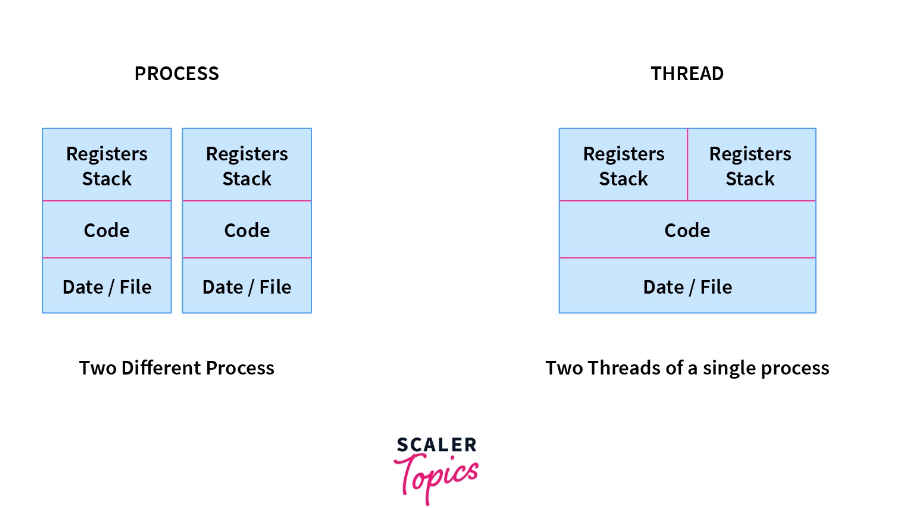 PROCESS
Registers
Stack
Code
Date / File
Registers
Stack
Code
Date / File
Two Different Process
THREAD
Registers
Stack
Registers
Stack
Code
Date / File
Two Threads of a single process
SCALER
Topics